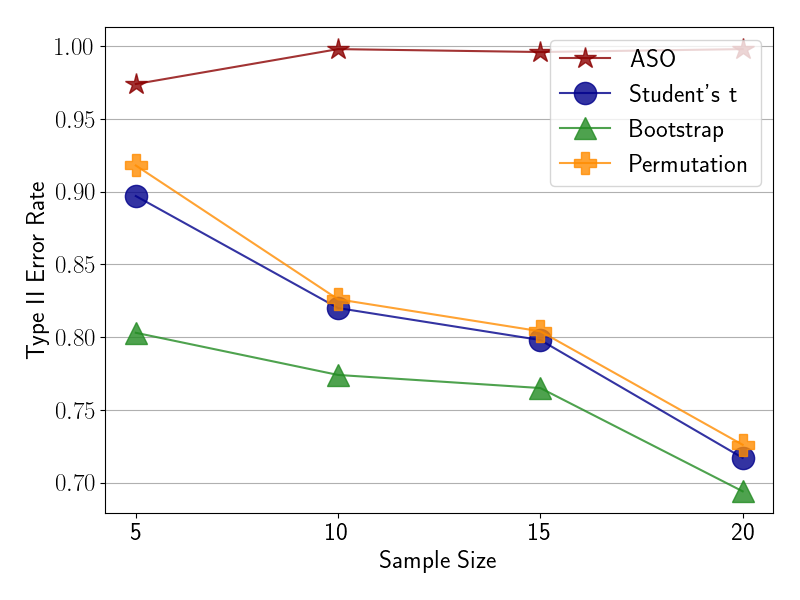 1.00
0.95
0.90
0.85
0.80
0.75
0.70
Type II Error Rate
ASO
Student's t
Bootstrap
Permutation
5 10 15 20
Sample Size